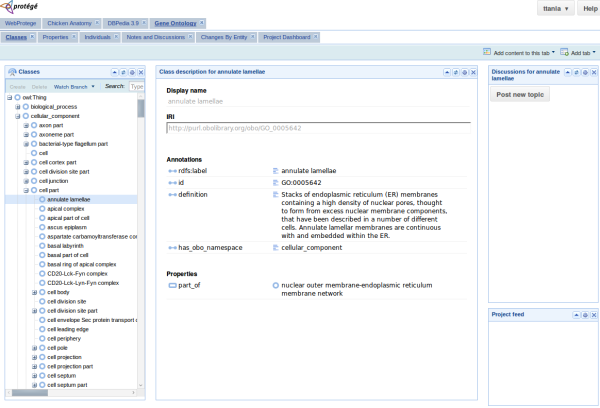 protégé
ttania ▼ Help
WebProtege Chicken Anatomy DBPedia 3.9 Gene Ontology
Classes Properties Individuals Notes and Discussions Changes By Entity Project Dashboard
Add content to this tab Add tab
Classes
Create Delete Watch Branch Search: Type
owl:Thing
biological_process
cellular_component
axon part
axoneme part
bacterial-type flagellum part
cell
cell cortex part
cell division site part
cell junction
cell part
annulate lamellae
apical complex
apical part of cell
ascus epiplasm
aspartate carbamoyltransferase co
basal labyrinth
basal part of cell
basal ring of apical complex
CD20-Lck-Fyn complex
CD20-Lck-Lyn-Fyn complex
cell body
cell division site
cell division site part
cell envelope Sec protein transport c
cell leading edge
cell periphery
cell pole
cell projection
cell projection part
cell septum
cell septum part
Class description for annulate lamellae
Display name
annulate lamellae
IRI
http://purl.obolibrary.org/obo/GO_0005642
Annotations
rdfs:label annulate lamellae
id GO:0005642
definition Stacks of endoplasmic reticulum (ER) membranes
containing a high density of nuclear pores, thought
to form from excess nuclear membrane components,
that have been described in a number of different
cells. Annulate lamellar membranes are continuous
with and embedded within the ER.
has_obo_namespace cellular_component
Properties
part_of nuclear outer membrane-endoplasmic reticulum
membrane network
Discussions for annulate
lamellae
Post new topic
Project feed